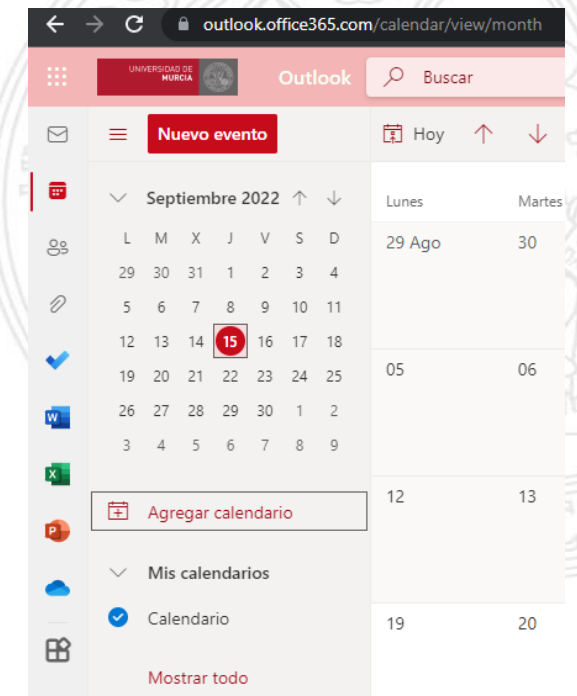 outlook.office365.com/calendar/view/month
UNIVERSIDAD DE
MURCIA
Outlook
Buscar
Nuevo evento
Hoy
Septiembre 2022
L M X J V S D
29 30 31 1 2 3 4
5 6 7 8 9 10 11
12 13 14 15 16 17 18
19 20 21 22 23 24 25
26 27 28 29 30 1 2
3 4 5 6 7 8 9
Agregar calendario
Mis calendarios
Calendario
Mostrar todo
Lunes Martes
29 Ago 30
05 06
12 13
19 20
W
X
P